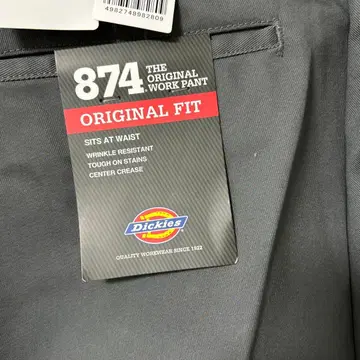 4982748982809
874 THE
ORIGINAL
WORK PANT
ORIGINAL FIT
SITS AT WAIST
WRINKLE RESISTANT
TOUGH ON STAINS
CENTER CREASE
Dickies
QUALITY WORKWEAR SINCE 1922